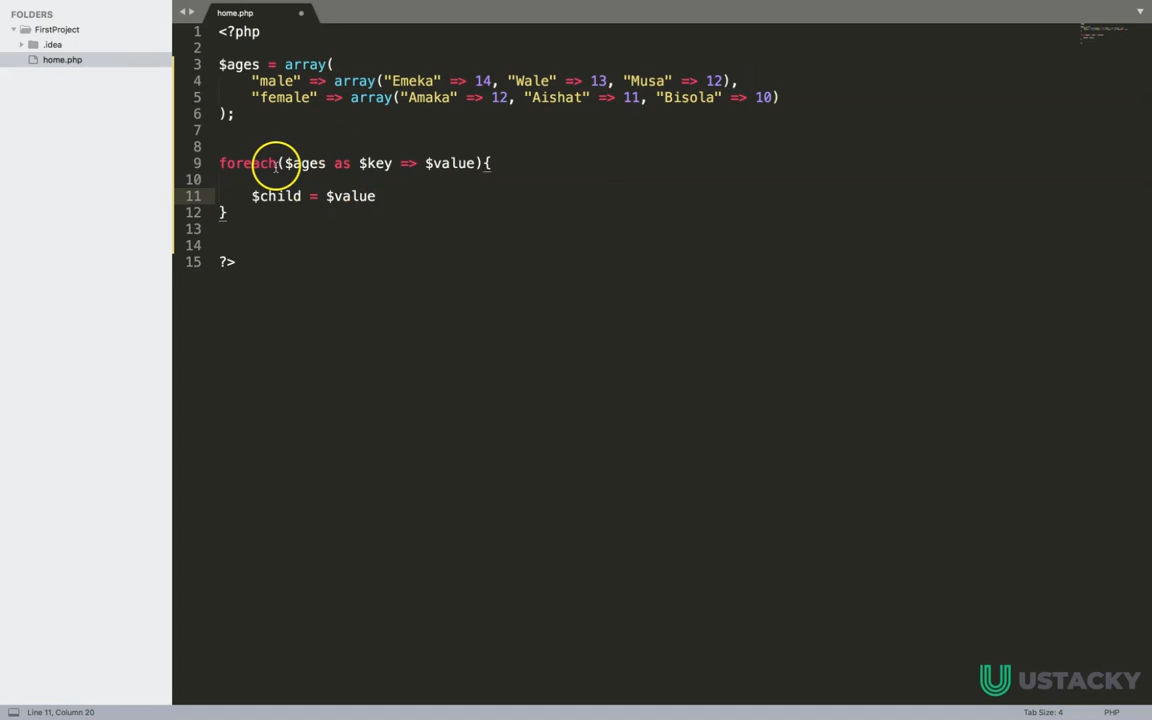 FOLDERS
FirstProject
.idea
home.php
home.php
1 <?php
2
3 $ages = array(
4 "male" => array("Emeka" => 14, "Wale" => 13, "Musa" => 12),
5 "female" => array("Amaka" => 12, "Aishat" => 11, "Bisola" => 10)
6 );
7
8
9 foreach($ages as $key => $value){
10
11 $child = $value
12 }
13
14
15 ?>
USTACKY
Line 11, Column 20
Tab Size: 4
PHP